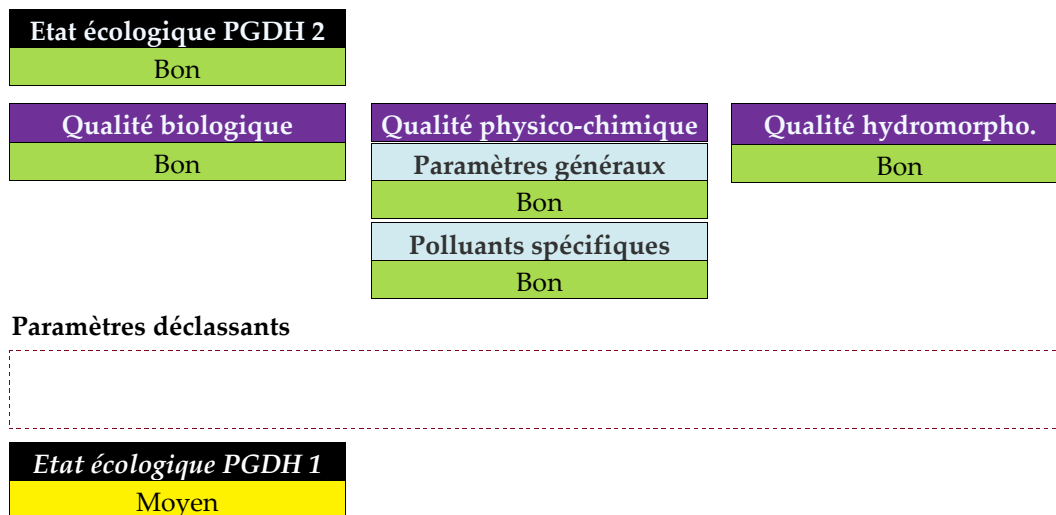 Etat écologique PGDH 2
Bon
Qualité biologique
Bon
Qualité physico-chimique
Paramètres généraux
Bon
Polluants spécifiques
Bon
Qualité hydromorpho.
Bon
Paramètres déclassants
Etat écologique PGDH 1
Moyen